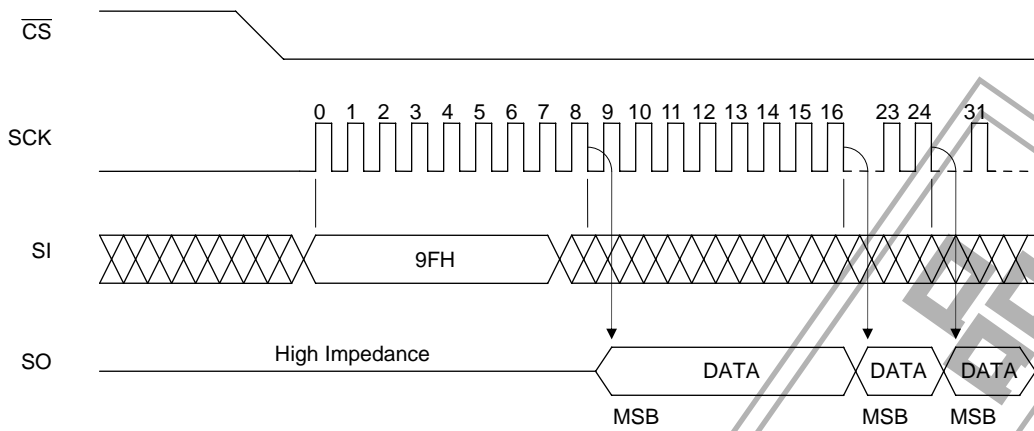 CS
0 1 2 3 4 5 6 7 8 9 10 11 12 13 14 15 16 23 24 31
SCK
SI
9FH
High Impedance
SO
DATA DATA DATA
MSB MSB MSB